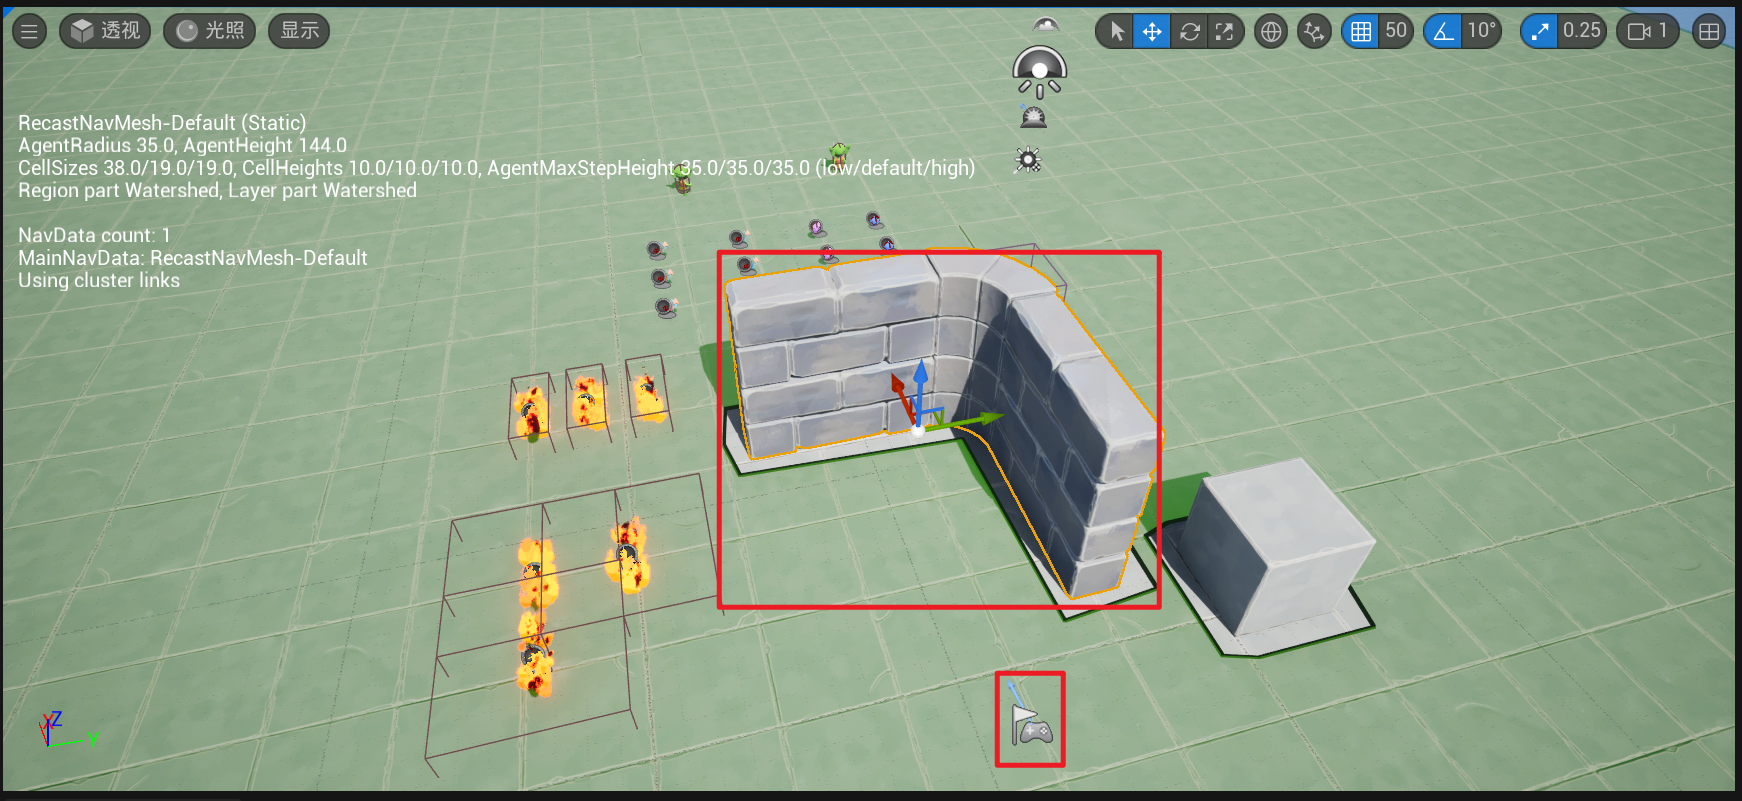 透视 光照 显示 50 10° 0.25 1
RecastNavMesh-Default (Static)
AgentRadius 35.0, AgentHeight 144.0
CellSizes 38.0/19.0/19.0, CellHeights 10.0/10.0/10.0, AgentMaxStepHeight 35.0/35.0/35.0 (low/default/high)
Region part Watershed, Layer part Watershed
NavData count: 1
MainNavData: RecastNavMesh-Default
Using cluster links
X Z
Y